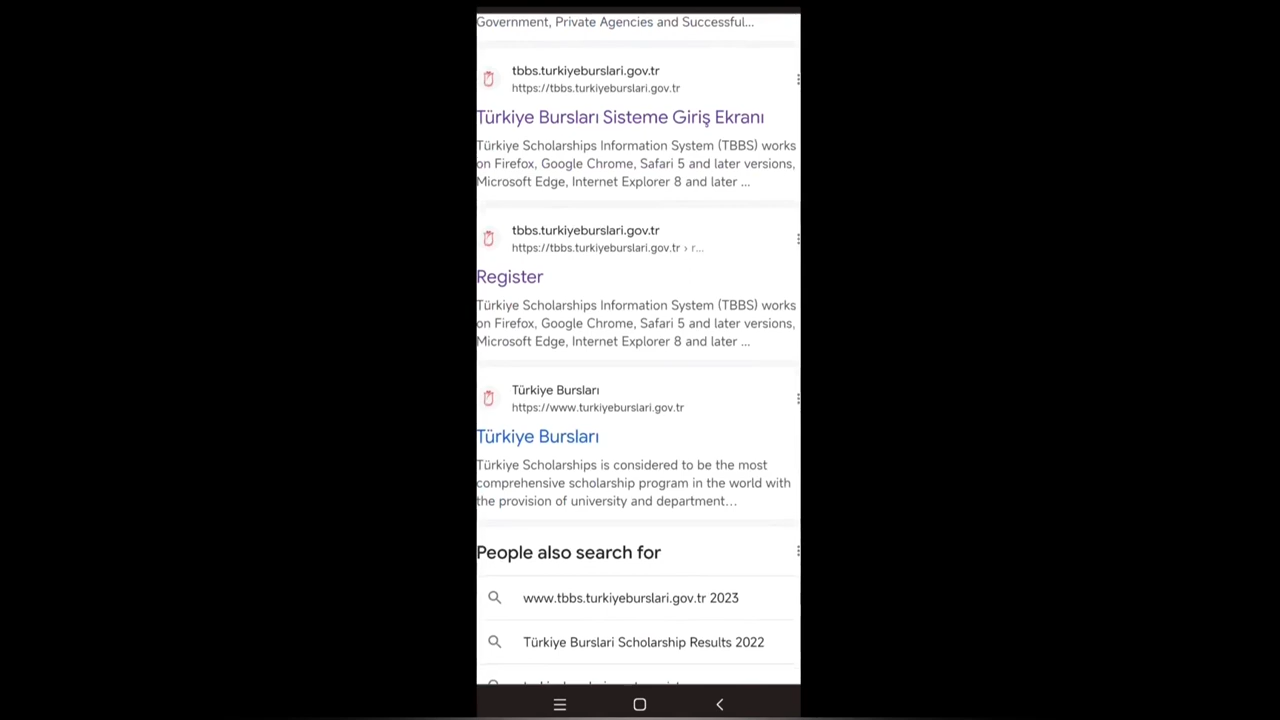 Government, Private Agencies and Successful...
tbbs.turkiyeburslari.gov.tr
https://tbbs.turkiyeburslari.gov.tr
Türkiye Bursları Sisteme Giriş Ekranı
Türkiye Scholarships Information System (TBBS) works
on Firefox, Google Chrome, Safari 5 and later versions,
Microsoft Edge, Internet Explorer 8 and later ...
tbbs.turkiyeburslari.gov.tr
https://tbbs.turkiyeburslari.gov.tr › r...
Register
Türkiye Scholarships Information System (TBBS) works
on Firefox, Google Chrome, Safari 5 and later versions,
Microsoft Edge, Internet Explorer 8 and later ...
Türkiye Bursları
https://www.turkiyeburslari.gov.tr
Türkiye Bursları
Türkiye Scholarships is considered to be the most
comprehensive scholarship program in the world with
the provision of university and department...
People also search for
www.tbbs.turkiyeburslari.gov.tr 2023
Türkiye Burslari Scholarship Results 2022